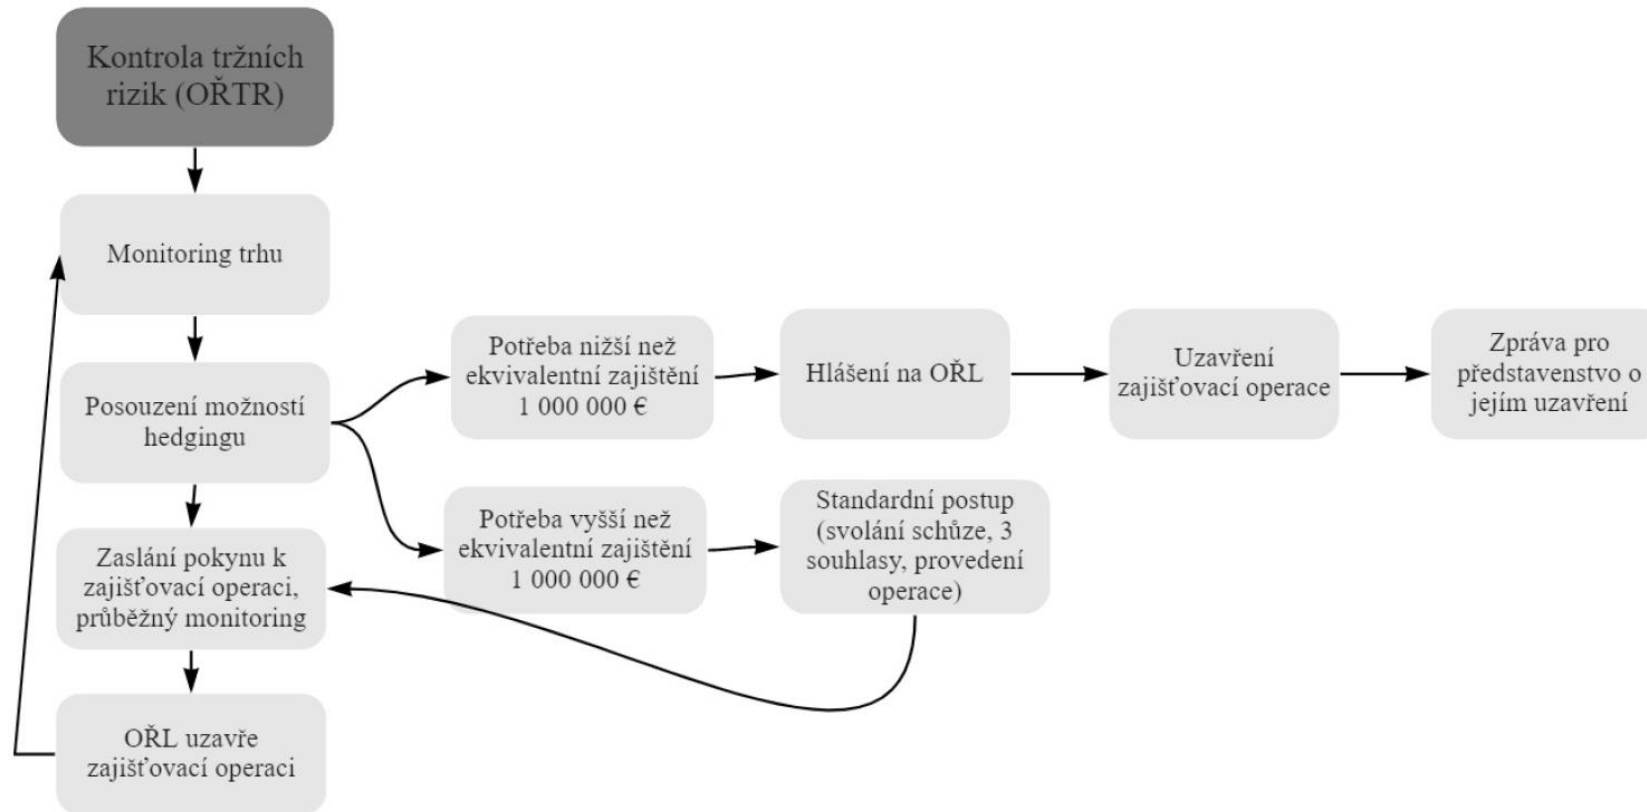 Kontrola tržních
rizik (OŘTR)
Monitoring trhu
Posouzení možností
hedgingu
Zaslání pokynu k
zajišťovací operaci,
průběžný monitoring
OŘL uzavře
zajišťovací operaci
Potřeba nižší než
ekvivalentní zajištění
1 000 000 €
Hlášení na OŘL
Uzavření
zajišťovací operace
Zpráva pro
představenstvo o
jejím uzavření
Potřeba vyšší než
ekvivalentní zajištění
1 000 000 €
Standardní postup
(svolání schůze, 3
souhlasy, provedení
operace)